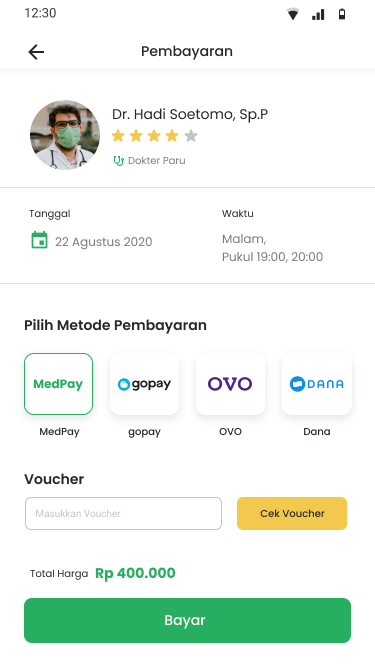 12:30
Pembayaran
Dr. Hadi Soetomo, Sp.P
Dokter Paru
Tanggal
Waktu
22 Agustus 2020
Malam,
Pukul 19:00, 20:00
Pilih Metode Pembayaran
MedPay
gopay
OVO
DANA
MedPay
gopay
OVO
Dana
Voucher
Masukkan Voucher
Cek Voucher
Total Harga Rp 400.000
Bayar